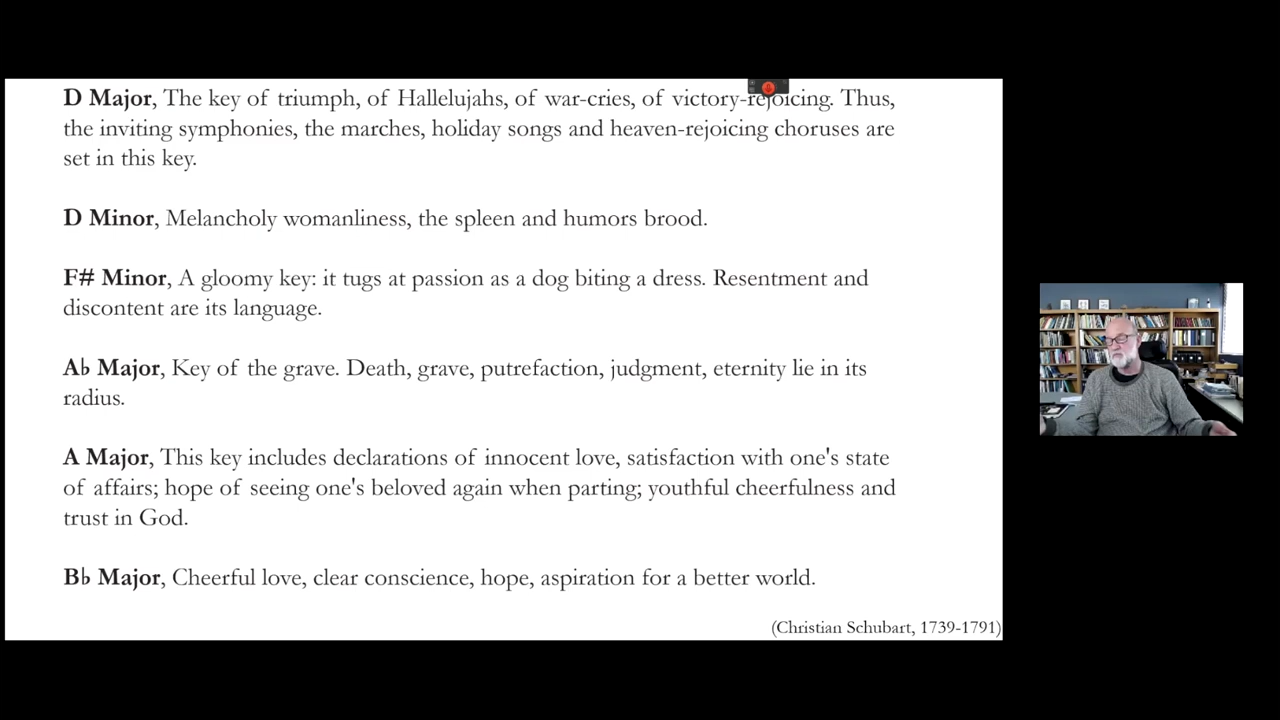 D Major, The key of triumph, of Hallelujahs, of war-cries, of victory-rejoicing. Thus,
the inviting symphonies, the marches, holiday songs and heaven-rejoicing choruses are
set in this key.
D Minor, Melancholy womanliness, the spleen and humors brood.
F# Minor, A gloomy key: it tugs at passion as a dog biting a dress. Resentment and
discontent are its language.
A♭ Major, Key of the grave. Death, grave, putrefaction, judgment, eternity lie in its
radius.
A Major, This key includes declarations of innocent love, satisfaction with one's state
of affairs; hope of seeing one's beloved again when parting; youthful cheerfulness and
trust in God.
B♭ Major, Cheerful love, clear conscience, hope, aspiration for a better world.
(Christian Schubart, 1739-1791)